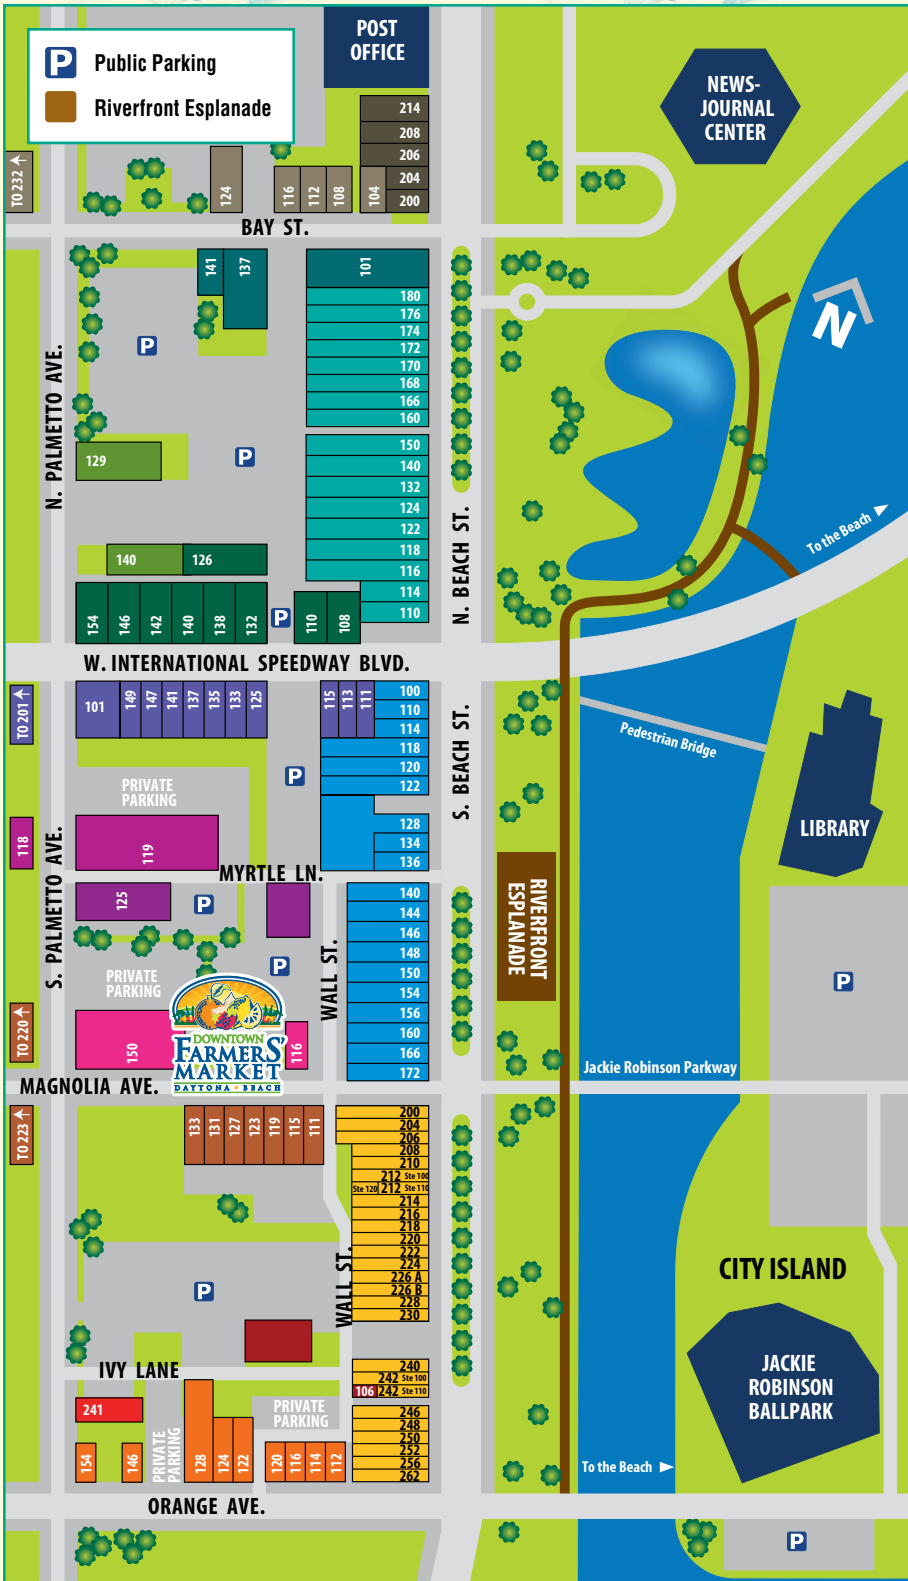 P Public Parking
Riverfront Esplanade
POST
OFFICE
NEWS-
JOURNAL
CENTER
214
208
206
204
200
TO 232
124
116
112
108
104
BAY ST.
141
137
101
180
176
174
172
170
168
166
160
P
N
N. PALMETTO AVE.
129
P
150
140
132
124
122
118
116
114
110
N. BEACH ST.
To the Beach
140
126
154
146
142
140
138
132
P
110
108
W. INTERNATIONAL SPEEDWAY BLVD.
TO 201
101
149
147
141
137
135
133
125
115
113
111
100
110
114
118
120
122
128
134
136
S. BEACH ST.
Pedestrian Bridge
LIBRARY
P
PRIVATE
PARKING
118
119
MYRTLE LN.
S. PALMETTO AVE.
125
P
P
WALL ST.
140
144
146
148
150
154
156
160
166
172
RIVERFRONT
ESPLANADE
P
PRIVATE
PARKING
TO 220
150
116
DOWNTOWN
FARMERS'
MARKET
DAYTONA • BEACH
Jackie Robinson Parkway
MAGNOLIA AVE.
TO 223
133
131
127
123
119
115
111
200
204
206
208
210
212 Ste 100
Ste 120 212 Ste 110
214
216
218
220
222
224
226 A
226 B
228
230
WALL ST.
P
CITY ISLAND
JACKIE
ROBINSON
BALLPARK
IVY LANE
240
242 Ste 100
106 242 Ste 110
246
248
250
252
256
262
241
PRIVATE
PARKING
PRIVATE
PARKING
154
146
128
124
122
120
116
114
112
To the Beach
ORANGE AVE.
P